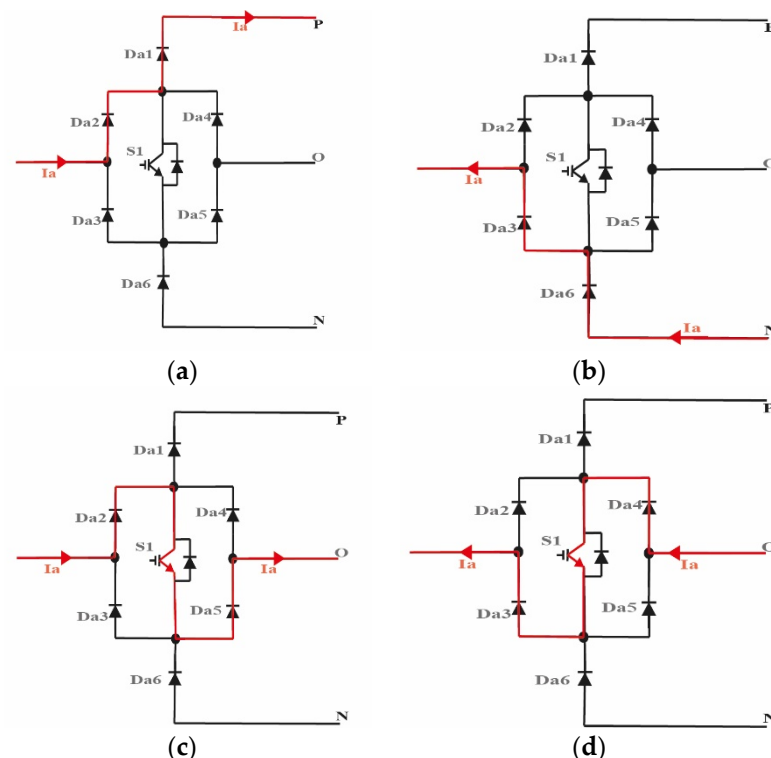 Ia P
Da1
Da2 Da4
S1 O
Ia
Da3 Da5
Da6
N
(a)
P
Da1
Da2 Da4
S1
Ia O
Da3 Da5
Da6
Ia N
(b)
P
Da1
Da2 Da4
S1 O
Ia Ia
Da3 Da5
Da6
N
(c)
P
Da1
Da2 Da4
S1 O
Ia Ia
Da3 Da5
Da6
N
(d)